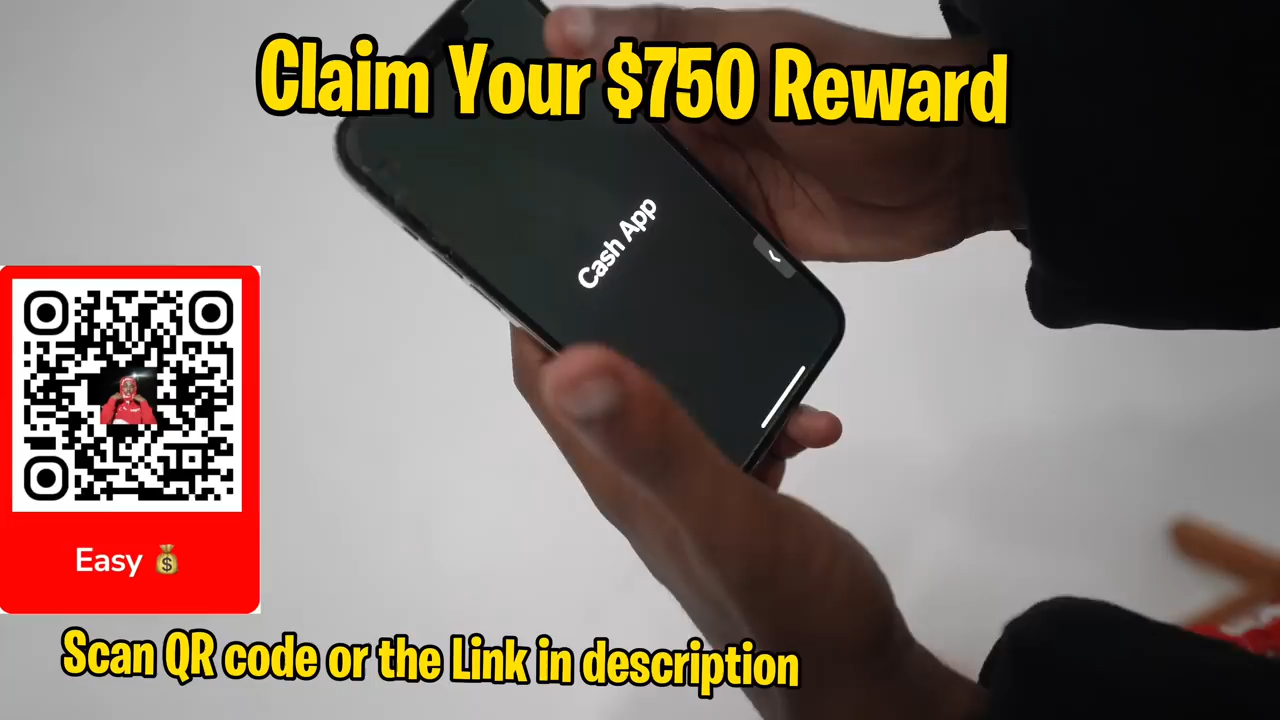 Claim Your $750 Reward
Cash App
Easy 💰
Scan QR code or the Link in description